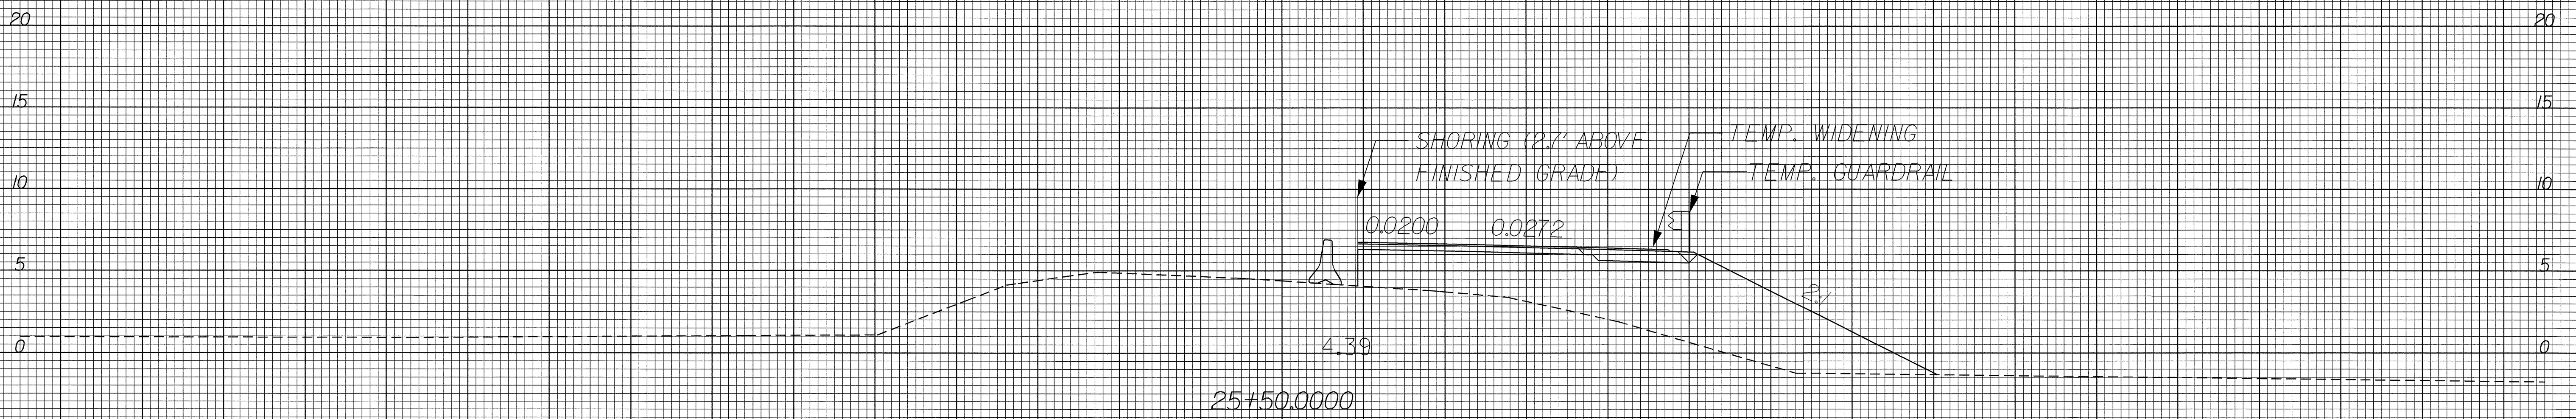 20 20
15 15
SHORING (2.7' ABOVE
FINISHED GRADE)
TEMP. WIDENING
TEMP. GUARDRAIL
10 10
0.0200 0.0272
5 5
2:1
0 0
4.39
25+50.0000